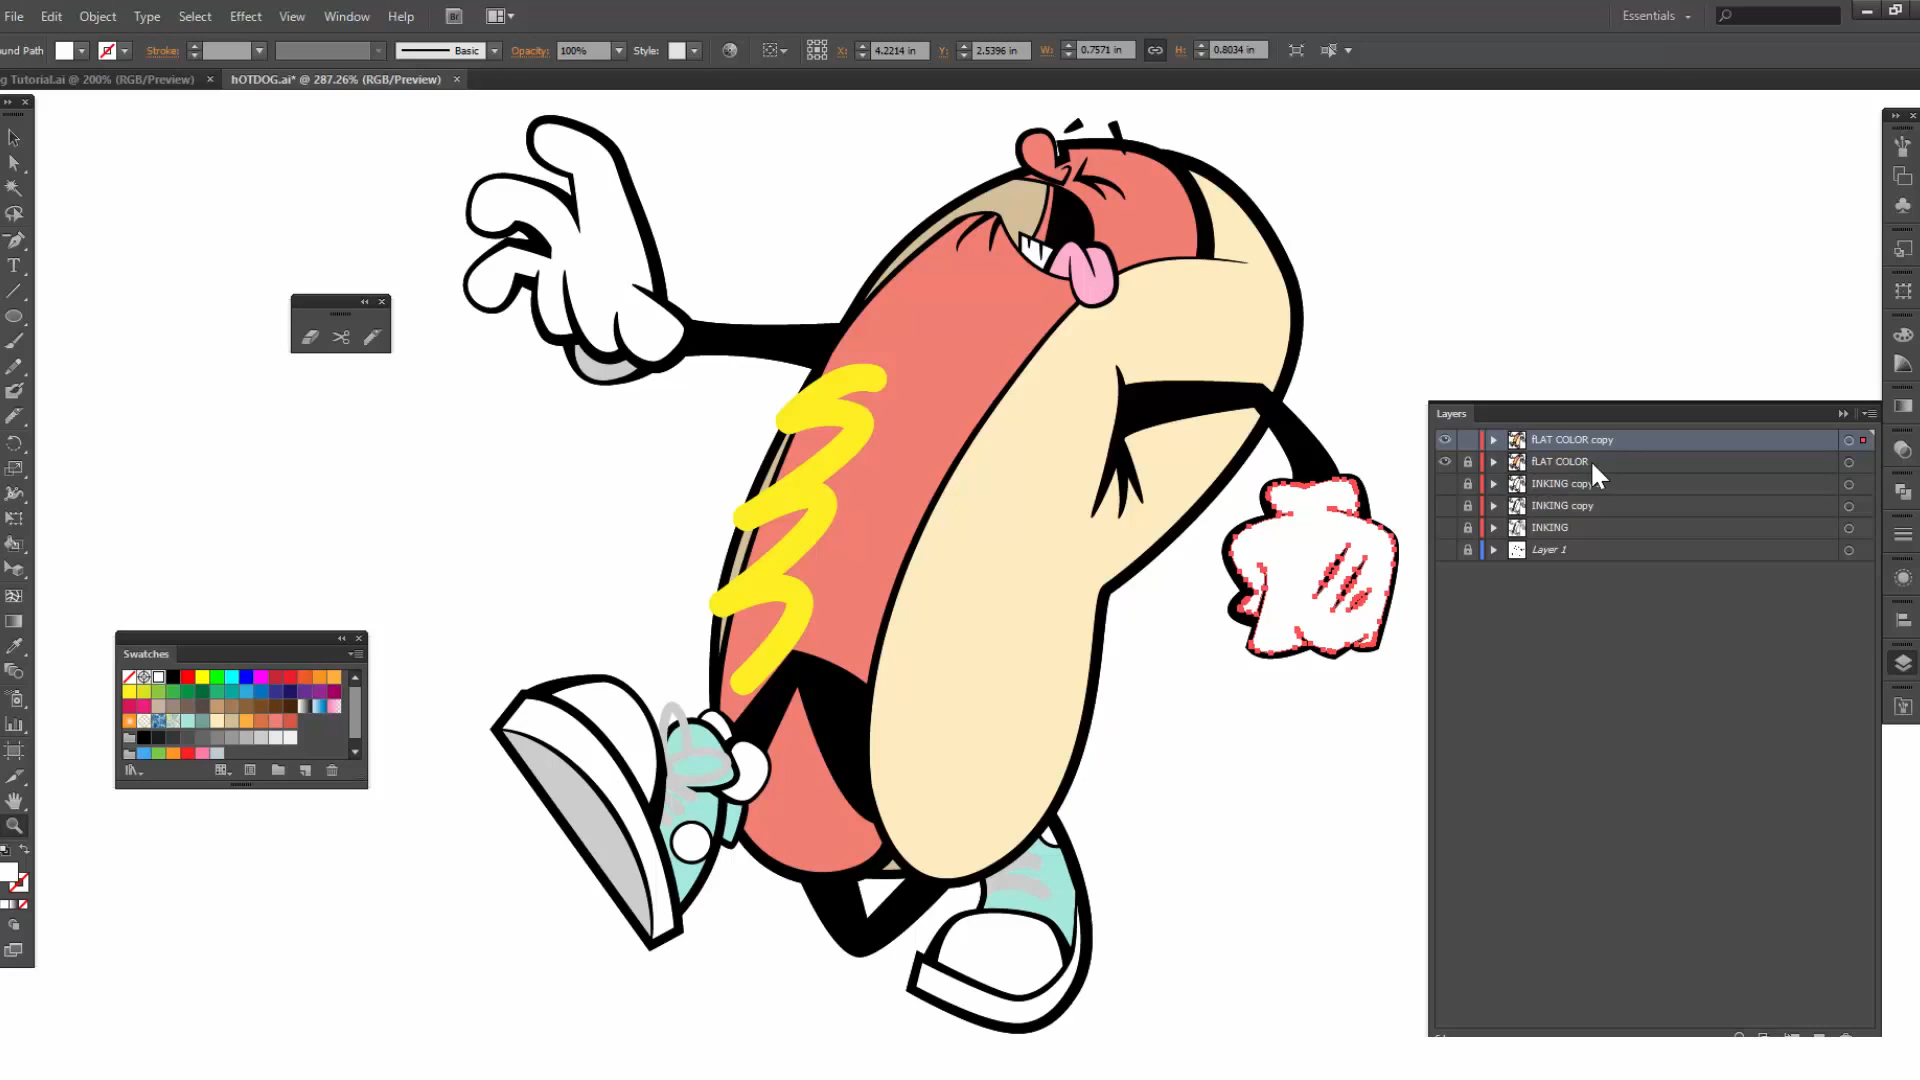 File Edit Object Type Select Effect View Window Help Br Essentials
und Path Stroke: Basic Opacity: 100% Style: X: 4.2214 in Y: 2.5396 in W: 0.7571 in H: 0.8034 in
g Tutorial.ai @ 200% (RGB/Preview) × hOTDOG.ai* @ 287.26% (RGB/Preview) ×
Layers
fLAT COLOR copy
fLAT COLOR
INKING copy
INKING copy
INKING
Layer 1
Swatches